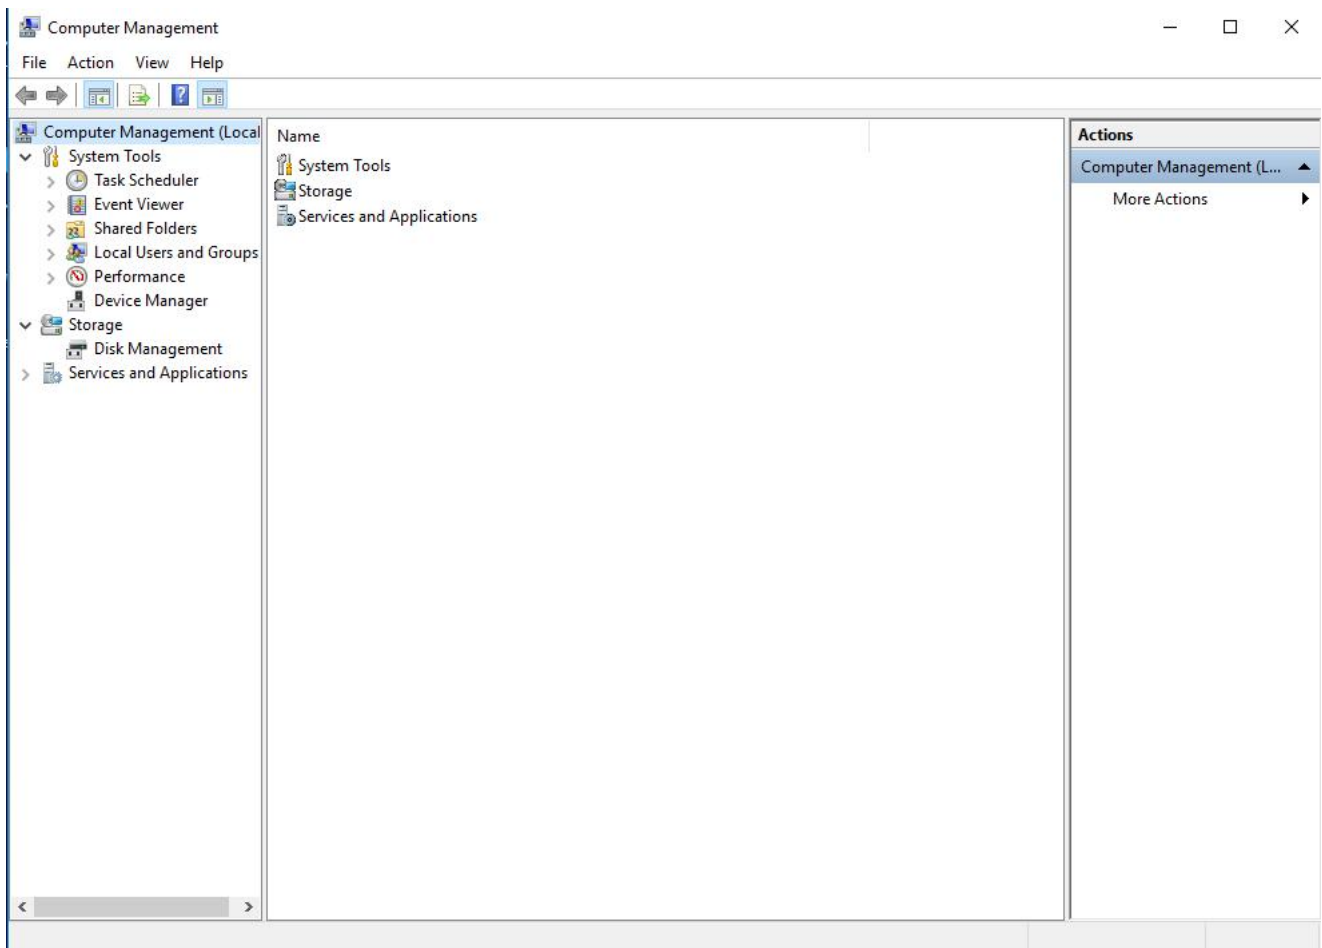 Computer Management
File Action View Help
Computer Management (Local
System Tools
Task Scheduler
Event Viewer
Shared Folders
Local Users and Groups
Performance
Device Manager
Storage
Disk Management
Services and Applications
Name
System Tools
Storage
Services and Applications
Actions
Computer Management (L...
More Actions